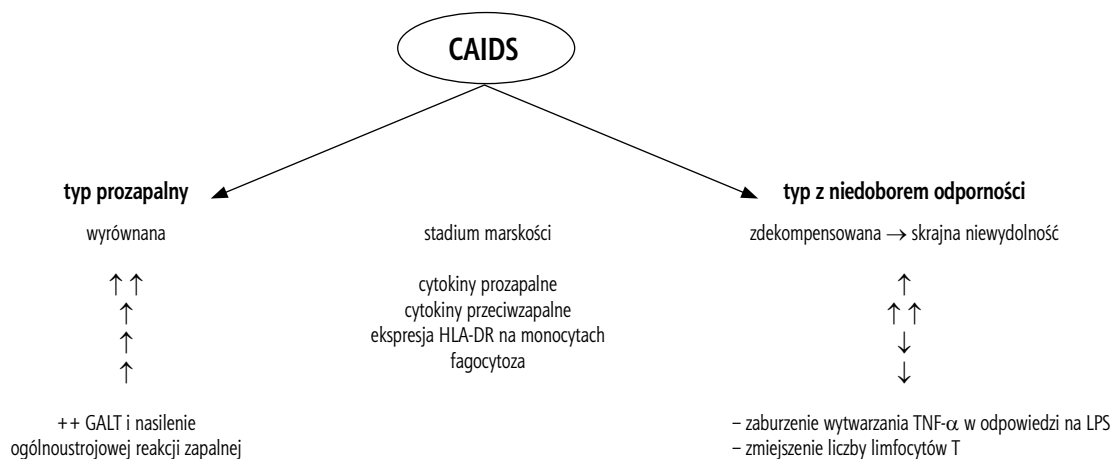 CAIDS
typ prozapalny
typ z niedoborem odporności
wyrównana
stadium marskości
zdekompensowana → skrajna niewydolność
↑ ↑
cytokiny prozapalne
↑
↑
cytokiny przeciwzapalne
↑ ↑
↑
ekspresja HLA-DR na monocytach
↓
↑
fagocytoza
↓
++ GALT i nasilenie
ogólnoustrojowej reakcji zapalnej
– zaburzenie wytwarzania TNF-α w odpowiedzi na LPS
– zmiejszenie liczby limfocytów T